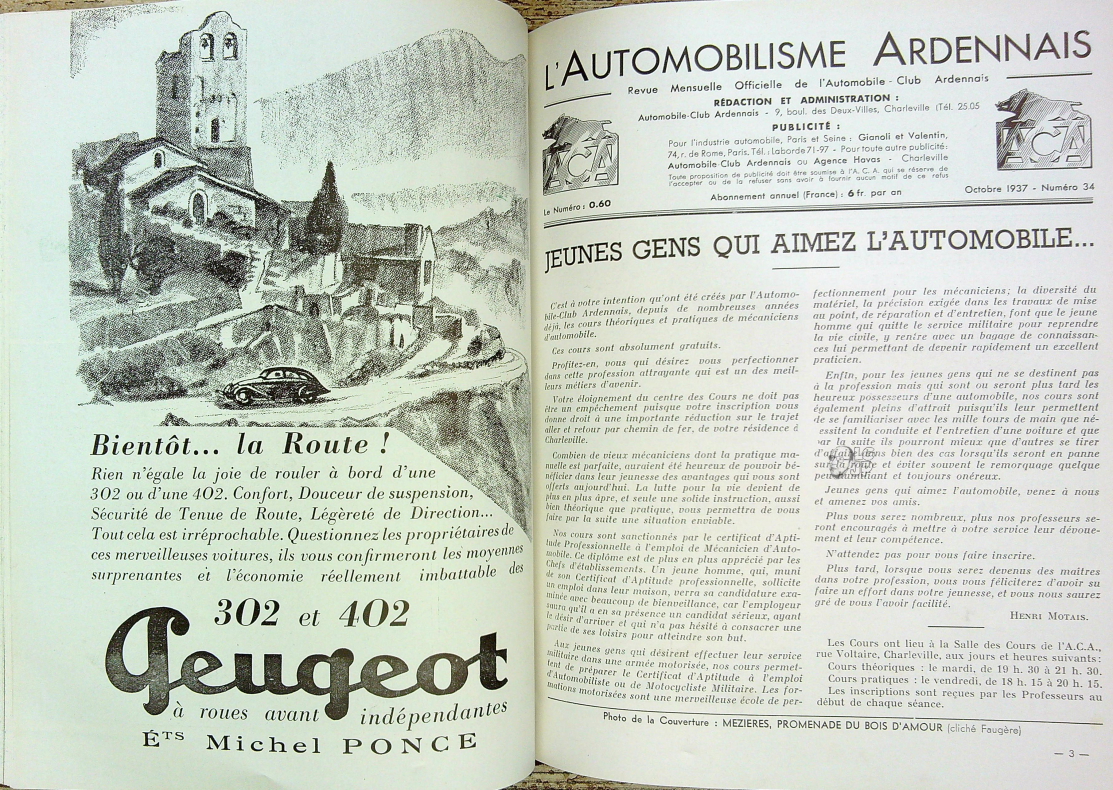 Bientôt... la Route !
Rien n'égale la joie de rouler à bord d'une
302 ou d'une 402. Confort, Douceur de suspension,
Sécurité de Tenue de Route, Légèreté de Direction...
Tout cela est irréprochable. Questionnez les propriétaires de
ces merveilleuses voitures, ils vous confirmeront les moyennes
surprenantes et l'économie réellement imbattable des
302 et 402
Peugeot
à roues avant indépendantes
ÉTS Michel PONCE
L'AUTOMOBILISME ARDENNAIS
Revue Mensuelle Officielle de l'Automobile-Club Ardennais
RÉDACTION ET ADMINISTRATION :
Automobile-Club Ardennais - 9, boul. des Deux-Villes, Charleville (Tél. 25.05
PUBLICITÉ :
Pour l'industrie automobile, Paris et Seine : Gianoli et Valentin,
74, r. de Rome, Paris. Tél. : Laborde 71-97 - Pour toute autre publicité :
Automobile-Club Ardennais ou Agence Havas - Charleville
Toute proposition de publicité doit être soumise à l'A. C. A. qui se réserve de
l'accepter ou de la refuser sans avoir à fournir aucun motif de ce refus
ACA
ACA
Le Numéro : 0.60
Abonnement annuel (France) : 6 fr. par an
Octobre 1937 - Numéro 34
JEUNES GENS QUI AIMEZ L'AUTOMOBILE...
C'est à votre intention qu'ont été créés par l'Automo-
bile-Club Ardennais, depuis de nombreuses années
déjà, les cours théoriques et pratiques de mécaniciens
d'automobile.
Ces cours sont absolument gratuits.
Profitez-en, vous qui désirez vous perfectionner
dans cette profession attrayante qui est un des meil-
leurs métiers d'avenir.
Votre éloignement du centre des Cours ne doit pas
être un empêchement puisque votre inscription vous
donne droit à une importante réduction sur le trajet
aller et retour par chemin de fer, de votre résidence à
Charleville.
Combien de vieux mécaniciens dont la pratique ma-
nuelle est parfaite, auraient été heureux de pouvoir bé-
néficier dans leur jeunesse des avantages qui vous sont
offerts aujourd'hui. La lutte pour la vie devient de
plus en plus âpre, et seule une solide instruction, aussi
bien théorique que pratique, vous permettra de vous
faire par la suite une situation enviable.
Nos cours sont sanctionnés par le certificat d'Apti-
tude Professionnelle à l'emploi de Mécanicien d'Auto-
mobile. Ce diplôme est de plus en plus apprécié par les
Chefs d'établissements. Un jeune homme, qui, muni
de son Certificat d'Aptitude professionnelle, sollicite
un emploi dans leur maison, verra sa candidature exa-
minée avec beaucoup de bienveillance, car l'employeur
saura qu'il a en sa présence un candidat sérieux, ayant
le désir d'arriver et qui n'a pas hésité à consacrer une
partie de ses loisirs pour atteindre son but.
Aux jeunes gens qui désirent effectuer leur service
militaire dans une armée motorisée, nos cours permet-
tent de préparer le Certificat d'Aptitude à l'emploi
d'Automobiliste ou de Motocycliste Militaire. Les for-
mations motorisées sont une merveilleuse école de per-
fectionnement pour les mécaniciens; la diversité du
matériel, la précision exigée dans les travaux de mise
au point, de réparation et d'entretien, font que le jeune
homme qui quitte le service militaire pour reprendre
la vie civile, y rentre avec un bagage de connaissan-
ces lui permettant de devenir rapidement un excellent
praticien.
Enfin, pour les jeunes gens qui ne se destinent pas
à la profession mais qui sont ou seront plus tard les
heureux possesseurs d'une automobile, nos cours sont
également pleins d'attrait puisqu'ils leur permettent
de se familiariser avec les mille tours de main que né-
cessitent la conduite et l'entretien d'une voiture et que
par la suite ils pourront mieux que d'autres se tirer
bien des cas lorsqu'ils seront en panne
sur la route et éviter souvent le remorquage quelque
peu humiliant et toujours onéreux.
Jeunes gens qui aimez l'automobile, venez à nous
et amenez vos amis.
Plus vous serez nombreux, plus nos professeurs se-
ront encouragés à mettre à votre service leur dévoue-
ment et leur compétence.
N'attendez pas pour vous faire inscrire.
Plus tard, lorsque vous serez devenus des maîtres
dans votre profession, vous vous féliciterez d'avoir su
faire un effort dans votre jeunesse, et vous nous saurez
gré de vous l'avoir facilité.
HENRI MOTAIS.
Les Cours ont lieu à la Salle des Cours de l'A.C.A.,
rue Voltaire, Charleville, aux jours et heures suivants :
Cours théoriques : le mardi, de 19 h. 30 à 21 h. 30.
Cours pratiques : le vendredi, de 18 h. 15 à 20 h. 15.
Les inscriptions sont reçues par les Professeurs au
début de chaque séance.
Photo de la Couverture : MEZIERES, PROMENADE DU BOIS D'AMOUR (cliché Faugère)
— 3 —